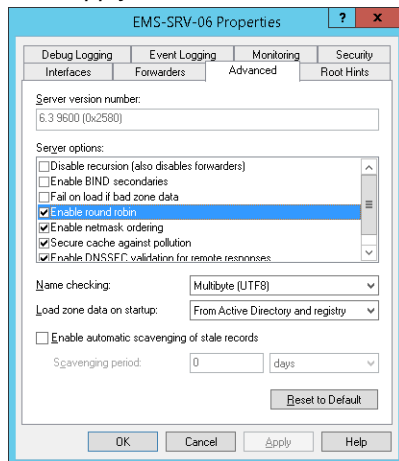 EMS-SRV-06 Properties
? x
Debug Logging Event Logging Monitoring Security
Interfaces Forwarders Advanced Root Hints
Server version number:
6.3 9600 (0x2580)
Server options:
Disable recursion (also disables forwarders)
Enable BIND secondaries
Fail on load if bad zone data
Enable round robin
Enable netmask ordering
Secure cache against pollution
Enable DNSSEC validation for remote responses
Name checking: Multibyte (UTF8)
Load zone data on startup: From Active Directory and registry
Enable automatic scavenging of stale records
Scavenging period: 0 days
Reset to Default
OK Cancel Apply Help